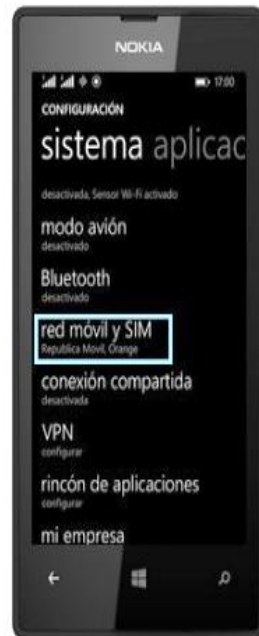 NOKIA
17:00
CONFIGURACIÓN
sistema aplicac
desactivada, Sensor Wi-Fi activado
modo avión
desactivado
Bluetooth
desactivado
red móvil y SIM
Republica Movil, Orange
conexión compartida
desactivada
VPN
configurar
rincón de aplicaciones
configurar
mi empresa